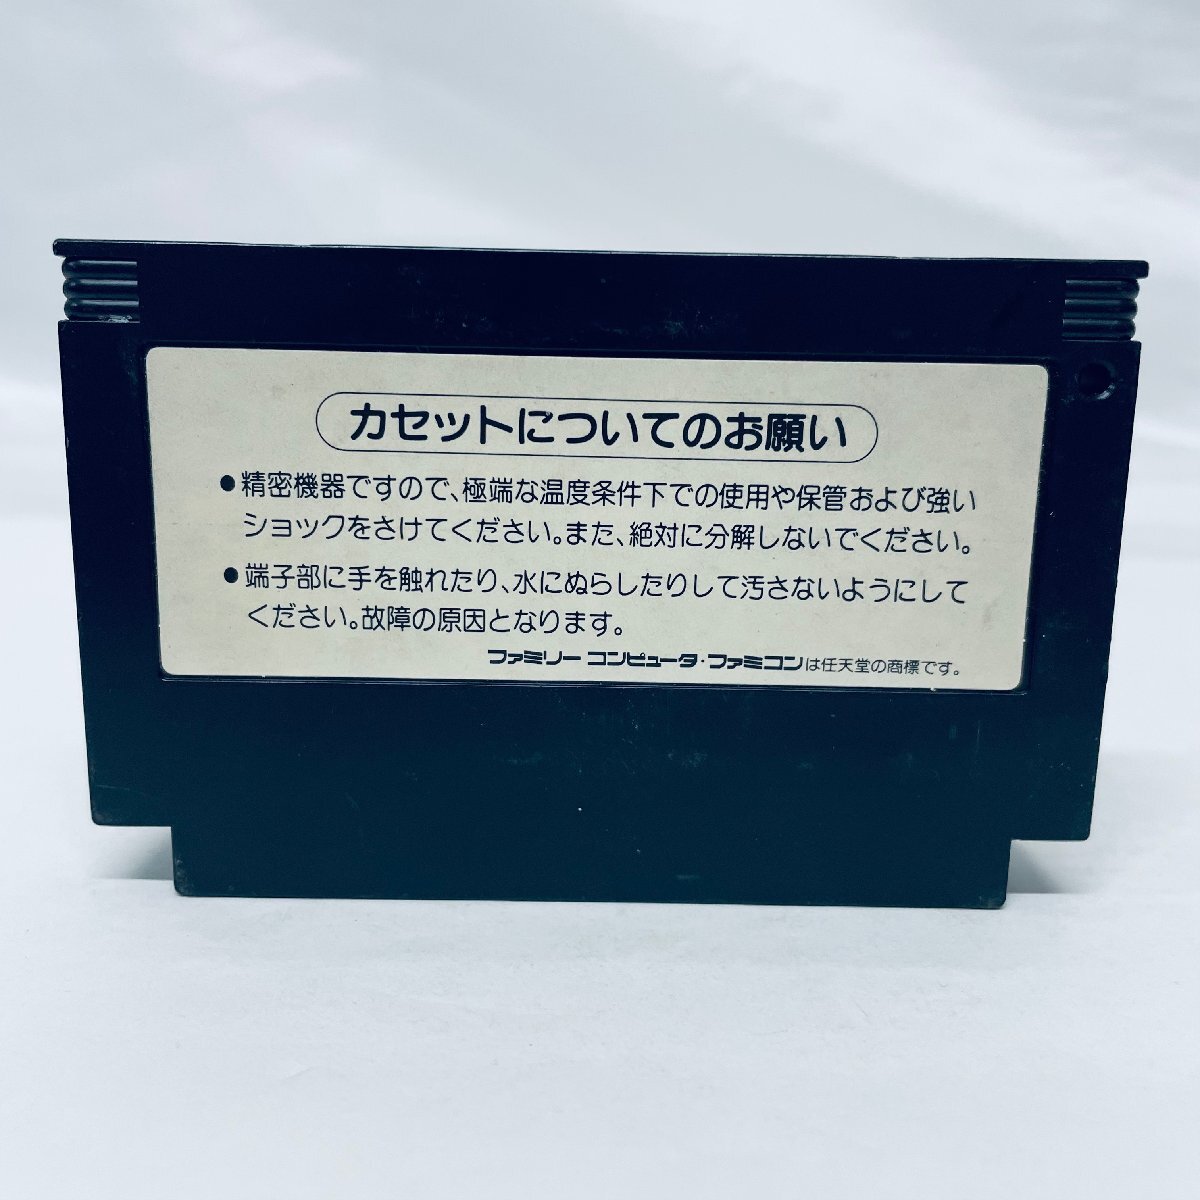 カセットについてのお願い
●精密機器ですので、極端な温度条件下での使用や保管および強い
ショックをさけてください。また、絶対に分解しないでください。
●端子部に手を触れたり、水にぬらしたりして汚さないようにして
ください。故障の原因となります。
ファミリー コンピュータ・ファミコンは任天堂の商標です。